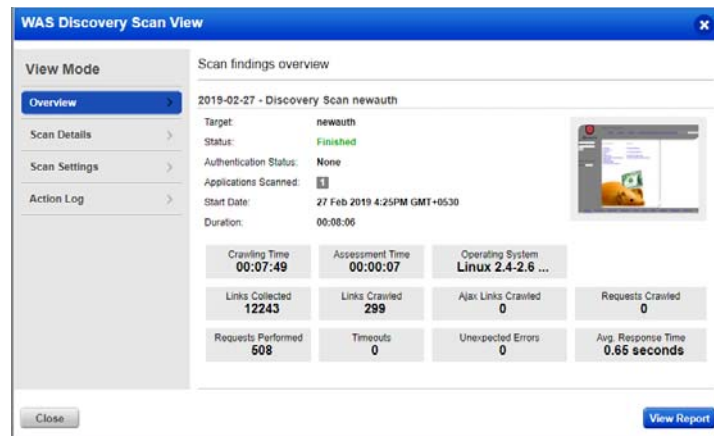 WAS Discovery Scan View
View Mode
Overview
Scan Details
Scan Settings
Action Log
Scan findings overview
2019-02-27 - Discovery Scan newauth
Target: newauth
Status: Finished
Authentication Status: None
Applications Scanned: 1
Start Date: 27 Feb 2019 4:25PM GMT+0530
Duration: 00:08:06
Crawling Time Assessment Time Operating System
00:07:49 00:00:07 Linux 2.4-2.6 ...
Links Collected Links Crawled Ajax Links Crawled Requests Crawled
12243 299 0 0
Requests Performed Timeouts Unexpected Errors Avg. Response Time
508 0 0 0.65 seconds
Close View Report